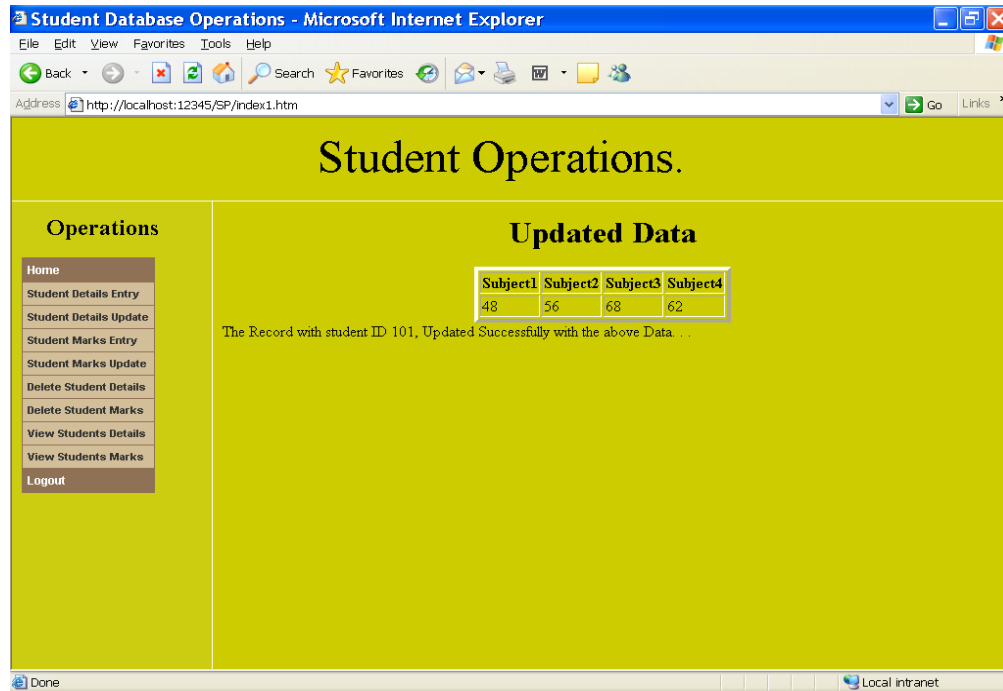 Student Database Operations - Microsoft Internet Explorer
File Edit View Favorites Tools Help
Back Search Favorites
Address http://localhost:12345/SP/index1.htm Go Links
Student Operations.
Operations
Home
Student Details Entry
Student Details Update
Student Marks Entry
Student Marks Update
Delete Student Details
Delete Student Marks
View Students Details
View Students Marks
Logout
Updated Data
Subject1 Subject2 Subject3 Subject4
48 56 68 62
The Record with student ID 101, Updated Successfully with the above Data. . .
Done Local intranet